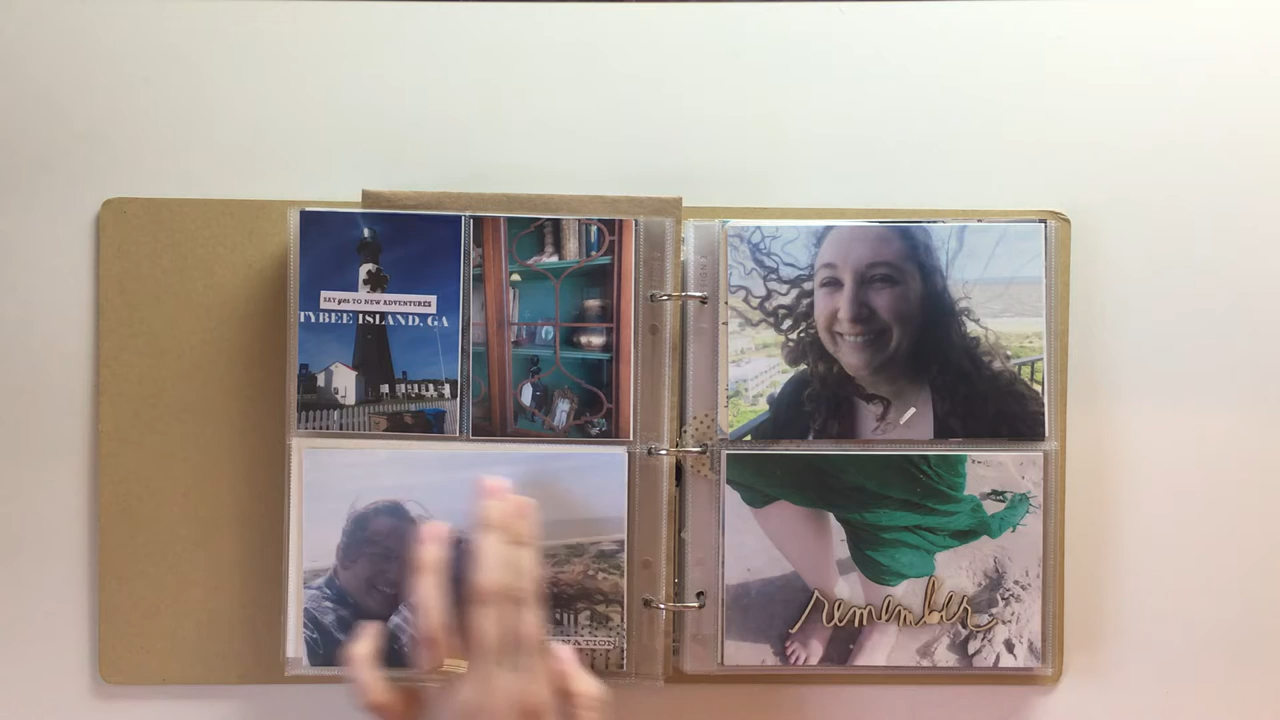 SAY yes TO NEW ADVENTURES
TYBEE ISLAND, GA
remember